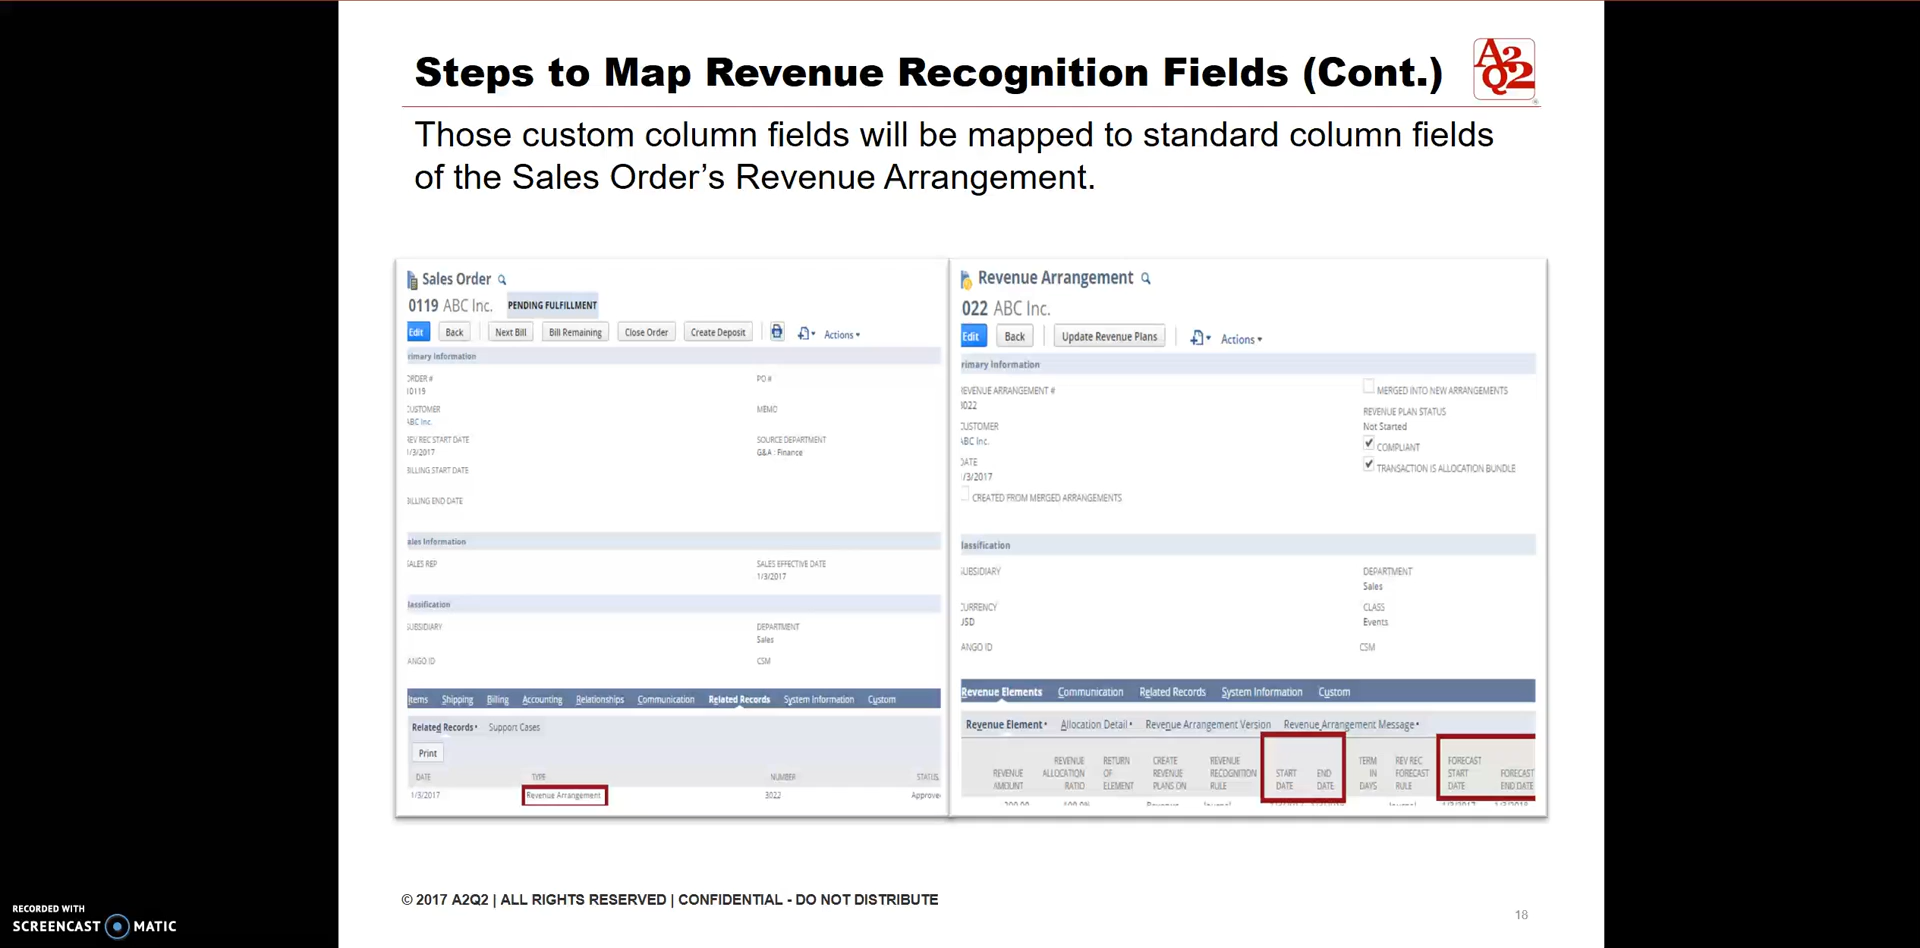 Steps to Map Revenue Recognition Fields (Cont.)
A2
Q2
Those custom column fields will be mapped to standard column fields
of the Sales Order’s Revenue Arrangement.
Sales Order
0119 ABC Inc. PENDING FULFILLMENT
Edit Back Next Bill Bill Remaining Close Order Create Deposit Actions
rimary Information
ORDER # PO #
0119
CUSTOMER MEMO
ABC Inc.
REV REC START DATE SOURCE DEPARTMENT
1/3/2017 G&A : Finance
BILLING START DATE
BILLING END DATE
ales Information
SALES REP SALES EFFECTIVE DATE
1/3/2017
lassification
SUBSIDIARY DEPARTMENT
Sales
ANGO ID CSM
Items Shipping Billing Accounting Relationships Communication Related Records System Information Custom
Related Records • Support Cases
Print
DATE TYPE NUMBER STATUS
1/3/2017 Revenue Arrangement 3022 Approve
Revenue Arrangement
022 ABC Inc.
Edit Back Update Revenue Plans Actions
rimary Information
REVENUE ARRANGEMENT # MERGED INTO NEW ARRANGEMENTS
3022 REVENUE PLAN STATUS
CUSTOMER Not Started
ABC Inc. COMPLIANT
DATE TRANSACTION IS ALLOCATION BUNDLE
/3/2017
CREATED FROM MERGED ARRANGEMENTS
lassification
SUBSIDIARY DEPARTMENT
Sales
CURRENCY CLASS
USD Events
ANGO ID CSM
Revenue Elements Communication Related Records System Information Custom
Revenue Element • Allocation Detail • Revenue Arrangement Version Revenue Arrangement Message •
REVENUE AMOUNT REVENUE ALLOCATION RATIO RETURN OF ELEMENT CREATE REVENUE PLANS ON REVENUE RECOGNITION RULE START DATE END DATE TERM IN DAYS REV REC FORECAST RULE FORECAST START DATE FORECAST END DATE
© 2017 A2Q2 | ALL RIGHTS RESERVED | CONFIDENTIAL - DO NOT DISTRIBUTE
18
RECORDED WITH
SCREENCAST MATIC